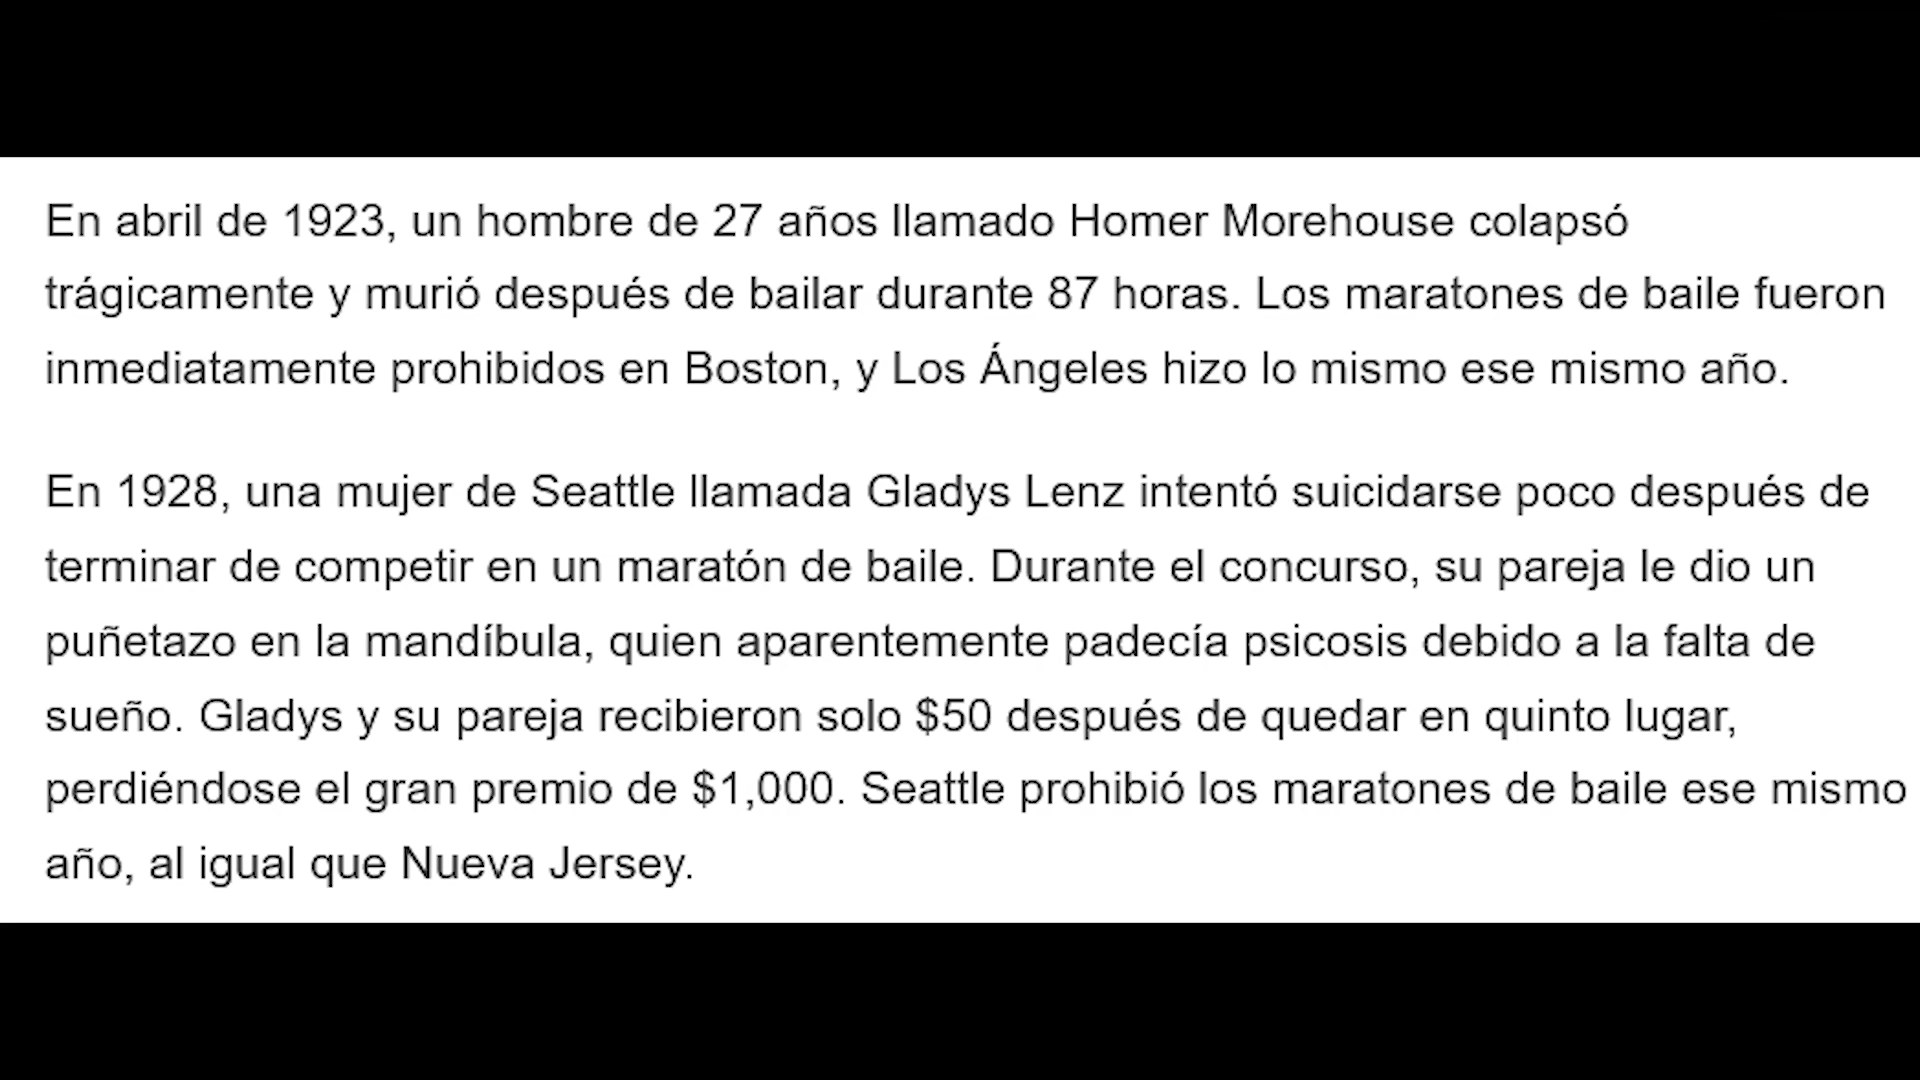 En abril de 1923, un hombre de 27 años llamado Homer Morehouse colapsó
trágicamente y murió después de bailar durante 87 horas. Los maratones de baile fueron
inmediatamente prohibidos en Boston, y Los Ángeles hizo lo mismo ese mismo año.
En 1928, una mujer de Seattle llamada Gladys Lenz intentó suicidarse poco después de
terminar de competir en un maratón de baile. Durante el concurso, su pareja le dio un
puñetazo en la mandíbula, quien aparentemente padecía psicosis debido a la falta de
sueño. Gladys y su pareja recibieron solo $50 después de quedar en quinto lugar,
perdiéndose el gran premio de $1,000. Seattle prohibió los maratones de baile ese mismo
año, al igual que Nueva Jersey.